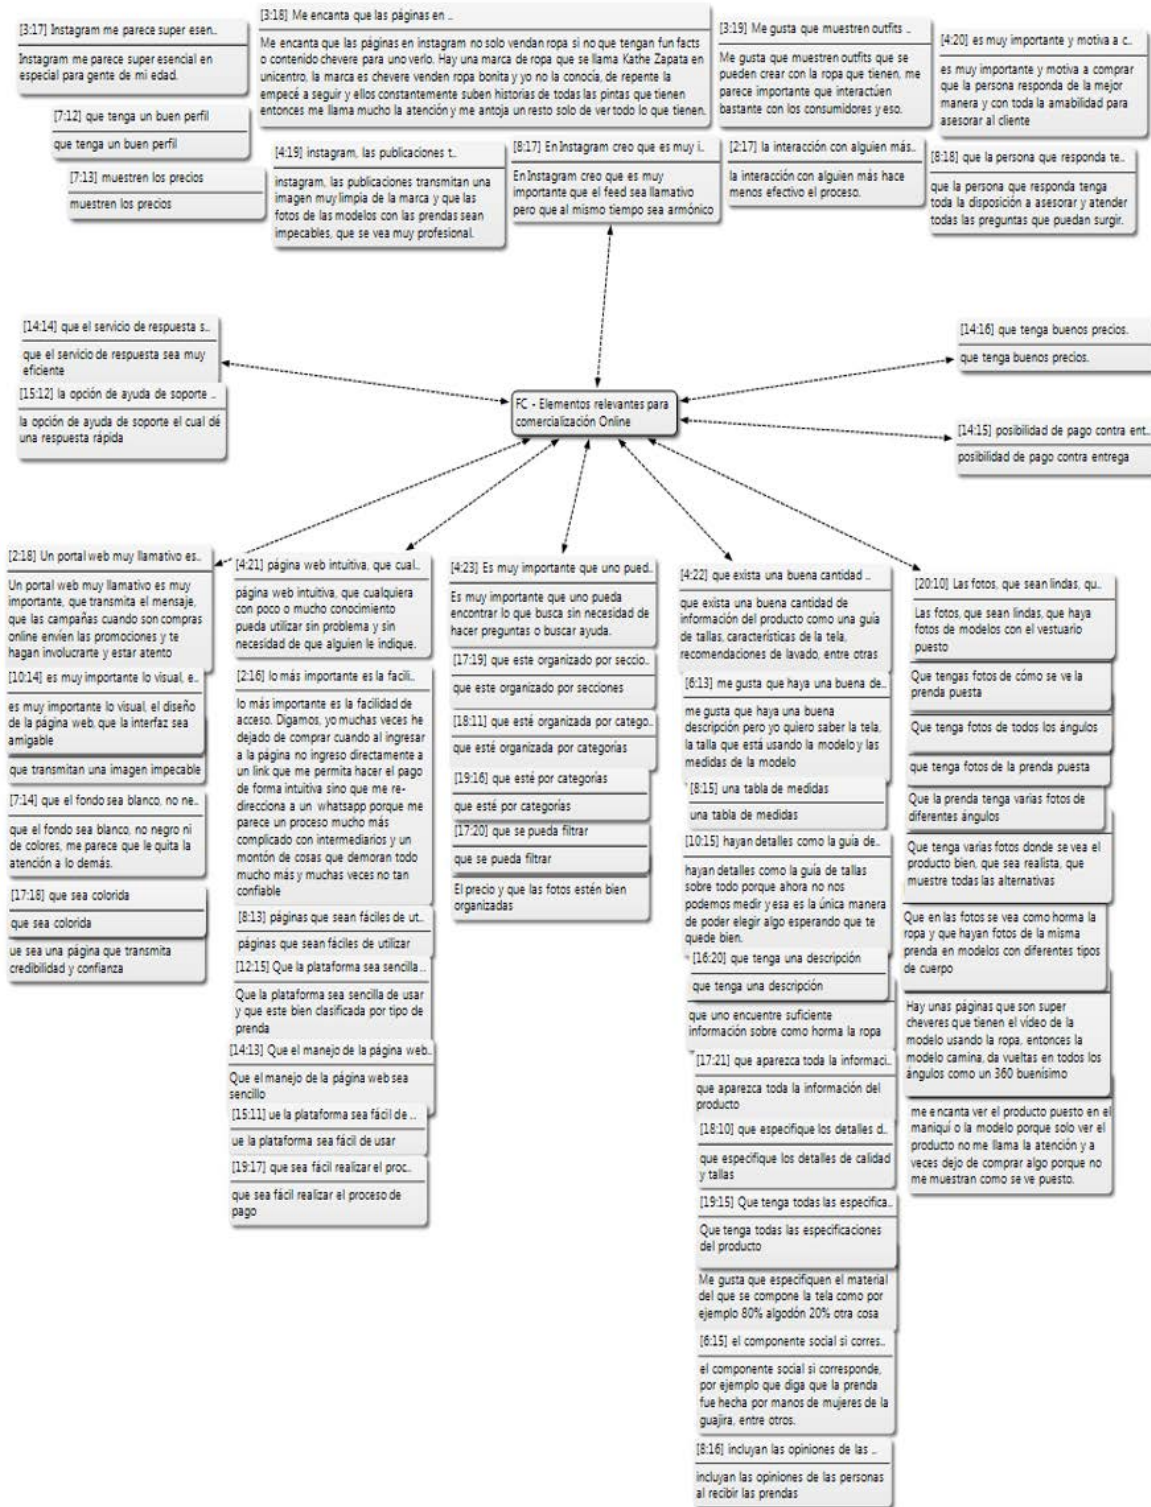 [3:17] Instagram me parece super esen..
Instagram me parece super esencial en
especial para gente de mi edad.
[7:12] que tenga un buen perfil
que tenga un buen perfil
[7:13] muestren los precios
muestren los precios
[3:18] Me encanta que las páginas en ..
Me encanta que las páginas en instagram no solo vendan ropa si no que tengan fun facts
o contenido chevere para uno verlo. Hay una marca de ropa que se llama Kathe Zapata en
unicentro, la marca es chevere venden ropa bonita y yo no la conocía, de repente la
empecé a seguir y ellos constantemente suben historias de todas las pintas que tienen
entonces me llama mucho la atención y me antoja un resto solo de ver todo lo que tienen.
[4:19] instagram, las publicaciones t..
instagram, las publicaciones transmitan una
imagen muy limpia de la marca y que las
fotos de las modelos con las prendas sean
impecables, que se vea muy profesional.
[8:17] En Instagram creo que es muy i..
En Instagram creo que es muy
importante que el feed sea llamativo
pero que al mismo tiempo sea armónico
[3:19] Me gusta que muestren outfits ..
Me gusta que muestren outfits que se
pueden crear con la ropa que tienen, me
parece importante que interactúen
bastante con los consumidores y eso.
[2:17] la interacción con alguien más..
la interacción con alguien más hace
menos efectivo el proceso.
[4:20] es muy importante y motiva a c..
es muy importante y motiva a comprar
que la persona responda de la mejor
manera y con toda la amabilidad para
asesorar al cliente
[8:18] que la persona que responda te..
que la persona que responda tenga
toda la disposición a asesorar y atender
todas las preguntas que puedan surgir.
[14:14] que el servicio de respuesta s..
que el servicio de respuesta sea muy
eficiente
[15:12] la opción de ayuda de soporte ..
la opción de ayuda de soporte el cual dé
una respuesta rápida
FC - Elementos relevantes para
comercialización Online
[14:16] que tenga buenos precios.
que tenga buenos precios.
[14:15] posibilidad de pago contra ent..
posibilidad de pago contra entrega
[2:18] Un portal web muy llamativo es..
Un portal web muy llamativo es muy
importante, que transmita el mensaje,
que las campañas cuando son compras
online envíen las promociones y te
hagan involucrarte y estar atento
[10:14] es muy importante lo visual, e..
es muy importante lo visual, el diseño
de la página web, que la interfaz sea
amigable
que transmitan una imagen impecable
[7:14] que el fondo sea blanco, no ne..
que el fondo sea blanco, no negro ni
de colores, me parece que le quita la
atención a lo demás.
[17:18] que sea colorida
que sea colorida
ue sea una página que transmita
credibilidad y confianza
[4:21] página web intuitiva, que cual..
página web intuitiva, que cualquiera
con poco o mucho conocimiento
pueda utilizar sin problema y sin
necesidad de que alguien le indique.
[2:16] lo más importante es la facili..
lo más importante es la facilidad de
acceso. Digamos, yo muchas veces he
dejado de comprar cuando al ingresar
a la página no ingreso directamente a
un link que me permita hacer el pago
de forma intuitiva sino que me re-
direcciona a un whatsapp porque me
parece un proceso mucho más
complicado con intermediarios y un
montón de cosas que demoran todo
mucho más y muchas veces no tan
confiable
[8:13] páginas que sean fáciles de ut..
páginas que sean fáciles de utilizar
[12:15] Que la plataforma sea sencilla ..
Que la plataforma sea sencilla de usar
y que este bien clasificada por tipo de
prenda
[14:13] Que el manejo de la página web..
Que el manejo de la página web sea
sencillo
[15:11] ue la plataforma sea fácil de ..
ue la plataforma sea fácil de usar
[19:17] que sea fácil realizar el proc..
que sea fácil realizar el proceso de
pago
[4:23] Es muy importante que uno pued..
Es muy importante que uno pueda
encontrar lo que busca sin necesidad de
hacer preguntas o buscar ayuda.
[17:19] que este organizado por seccio..
que este organizado por secciones
[18:11] que esté organizada por catego..
que esté organizada por categorías
[19:16] que esté por categorías
que esté por categorías
[17:20] que se pueda filtrar
que se pueda filtrar
El precio y que las fotos estén bien
organizadas
[4:22] que exista una buena cantidad ..
que exista una buena cantidad de
información del producto como una guía
de tallas, características de la tela,
recomendaciones de lavado, entre otras
[6:13] me gusta que haya una buena de..
me gusta que haya una buena
descripción pero yo quiero saber la tela,
la talla que está usando la modelo y las
medidas de la modelo
[8:15] una tabla de medidas
una tabla de medidas
[10:15] hayan detalles como la guía de..
hayan detalles como la guía de tallas
sobre todo porque ahora no nos
podemos medir y esa es la única manera
de poder elegir algo esperando que te
quede bien.
[16:20] que tenga una descripción
que tenga una descripción
que uno encuentre suficiente
información sobre como horma la ropa
[17:21] que aparezca toda la informaci..
que aparezca toda la información del
producto
[18:10] que especifique los detalles d..
que especifique los detalles de calidad
y tallas
[19:15] Que tenga todas las especifica..
Que tenga todas las especificaciones
del producto
Me gusta que especifiquen el material
del que se compone la tela como por
ejemplo 80% algodón 20% otra cosa
[6:15] el componente social si corres..
el componente social si corresponde,
por ejemplo que diga que la prenda
fue hecha por manos de mujeres de la
guajira, entre otros.
[8:16] incluyan las opiniones de las ..
incluyan las opiniones de las personas
al recibir las prendas
[20:10] Las fotos, que sean lindas, qu..
Las fotos, que sean lindas, que haya
fotos de modelos con el vestuario
puesto
Que tengas fotos de cómo se ve la
prenda puesta
Que tenga fotos de todos los ángulos
que tenga fotos de la prenda puesta
Que la prenda tenga varias fotos de
diferentes ángulos
Que tenga varias fotos donde se vea el
producto bien, que sea realista, que
muestre todas las alternativas
Que en las fotos se vea como horma la
ropa y que hayan fotos de la misma
prenda en modelos con diferentes tipos
de cuerpo
Hay unas páginas que son super
cheveres que tienen el vídeo de la
modelo usando la ropa, entonces la
modelo camina, da vueltas en todos los
ángulos como un 360 buenísimo
me encanta ver el producto puesto en el
maniquí o la modelo porque solo ver el
producto no me llama la atención y a
veces dejo de comprar algo porque no
me muestran como se ve puesto.